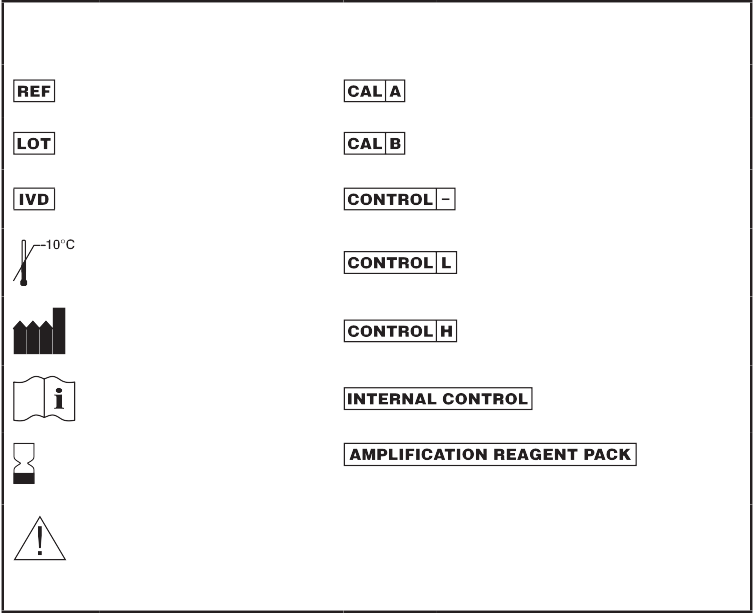 REF
LOT
IVD
-10°C
i
!
CAL A
CAL B
CONTROL -
CONTROL L
CONTROL H
INTERNAL CONTROL
AMPLIFICATION REAGENT PACK